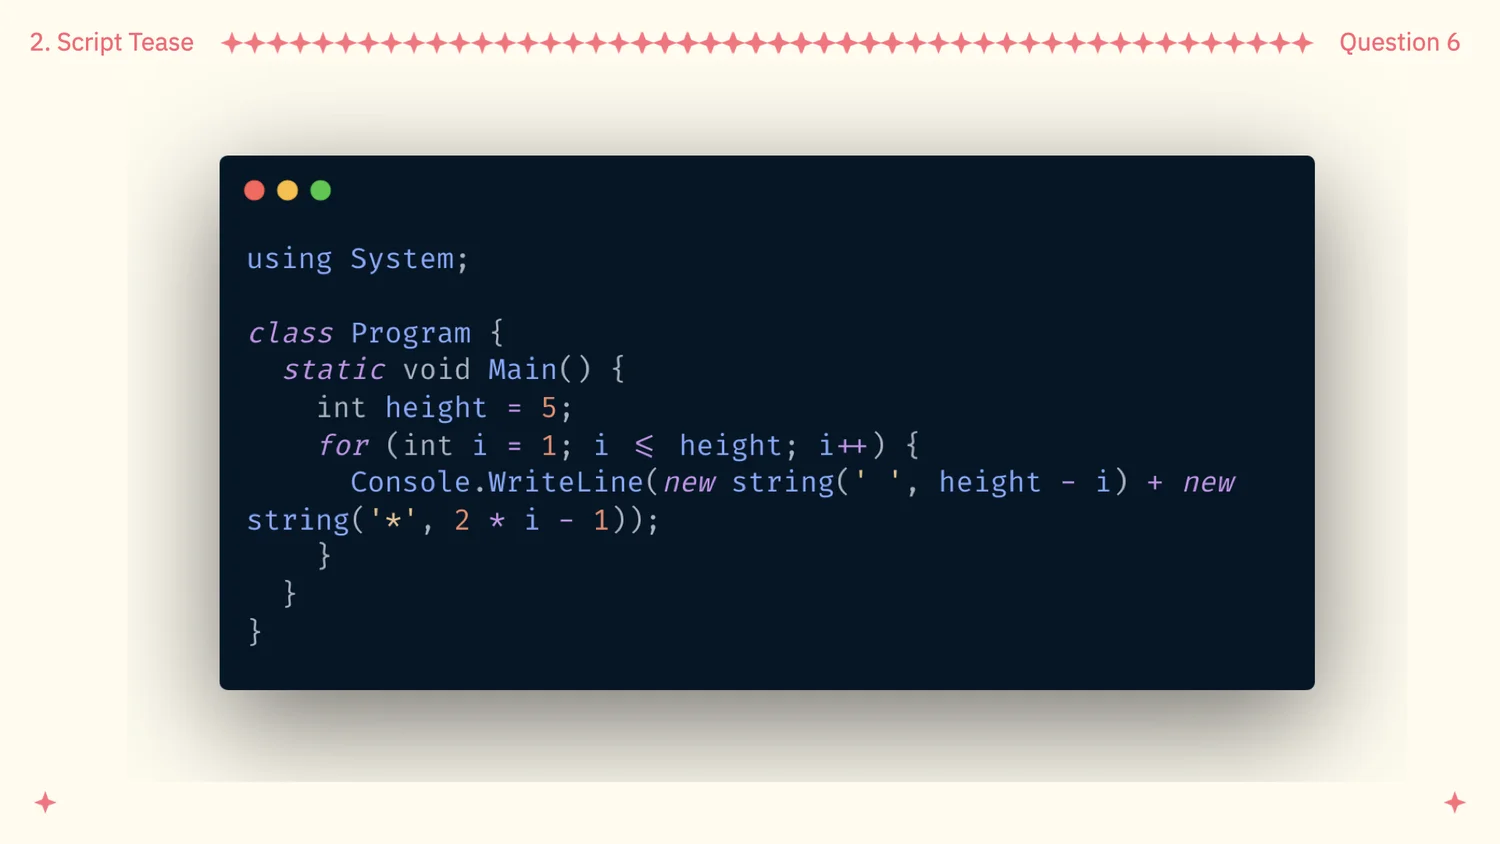 2. Script Tease
Question 6
using System;
class Program {
  static void Main() {
    int height = 5;
    for (int i = 1; i <= height; i++) {
      Console.WriteLine(new string(' ', height - i) + new
string('*', 2 * i - 1));
    }
  }
}